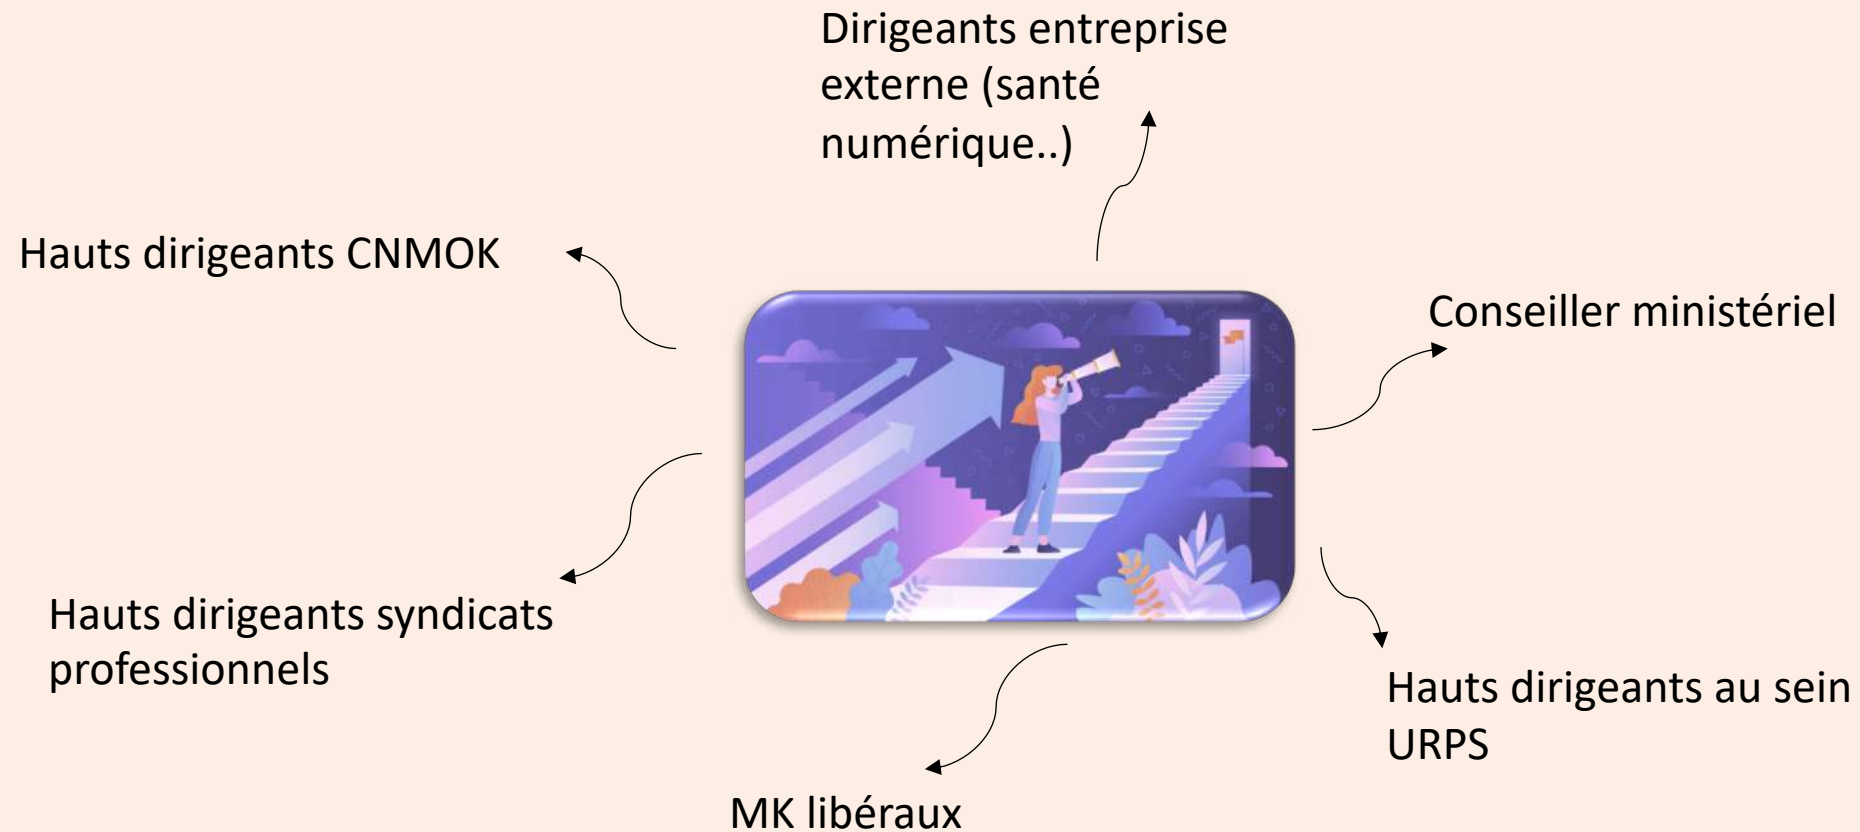 Dirigeants entreprise
externe (santé
numérique..)
Hauts dirigeants CNMOK
Conseiller ministériel
Hauts dirigeants syndicats
professionnels
Hauts dirigeants au sein
URPS
MK libéraux